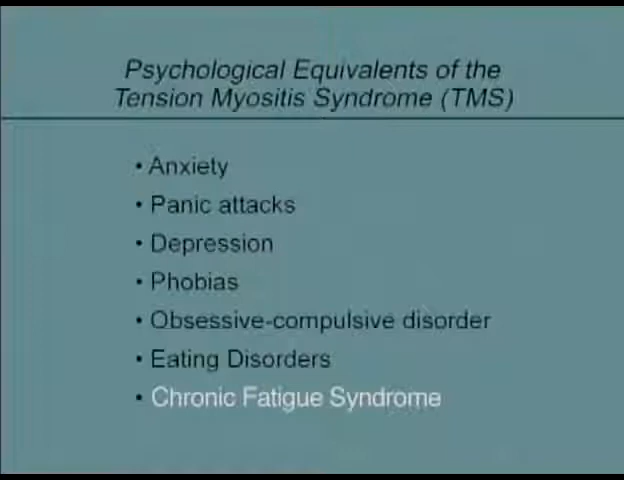 Psychological Equivalents of the
Tension Myositis Syndrome (TMS)
• Anxiety
• Panic attacks
• Depression
• Phobias
• Obsessive-compulsive disorder
• Eating Disorders
• Chronic Fatigue Syndrome